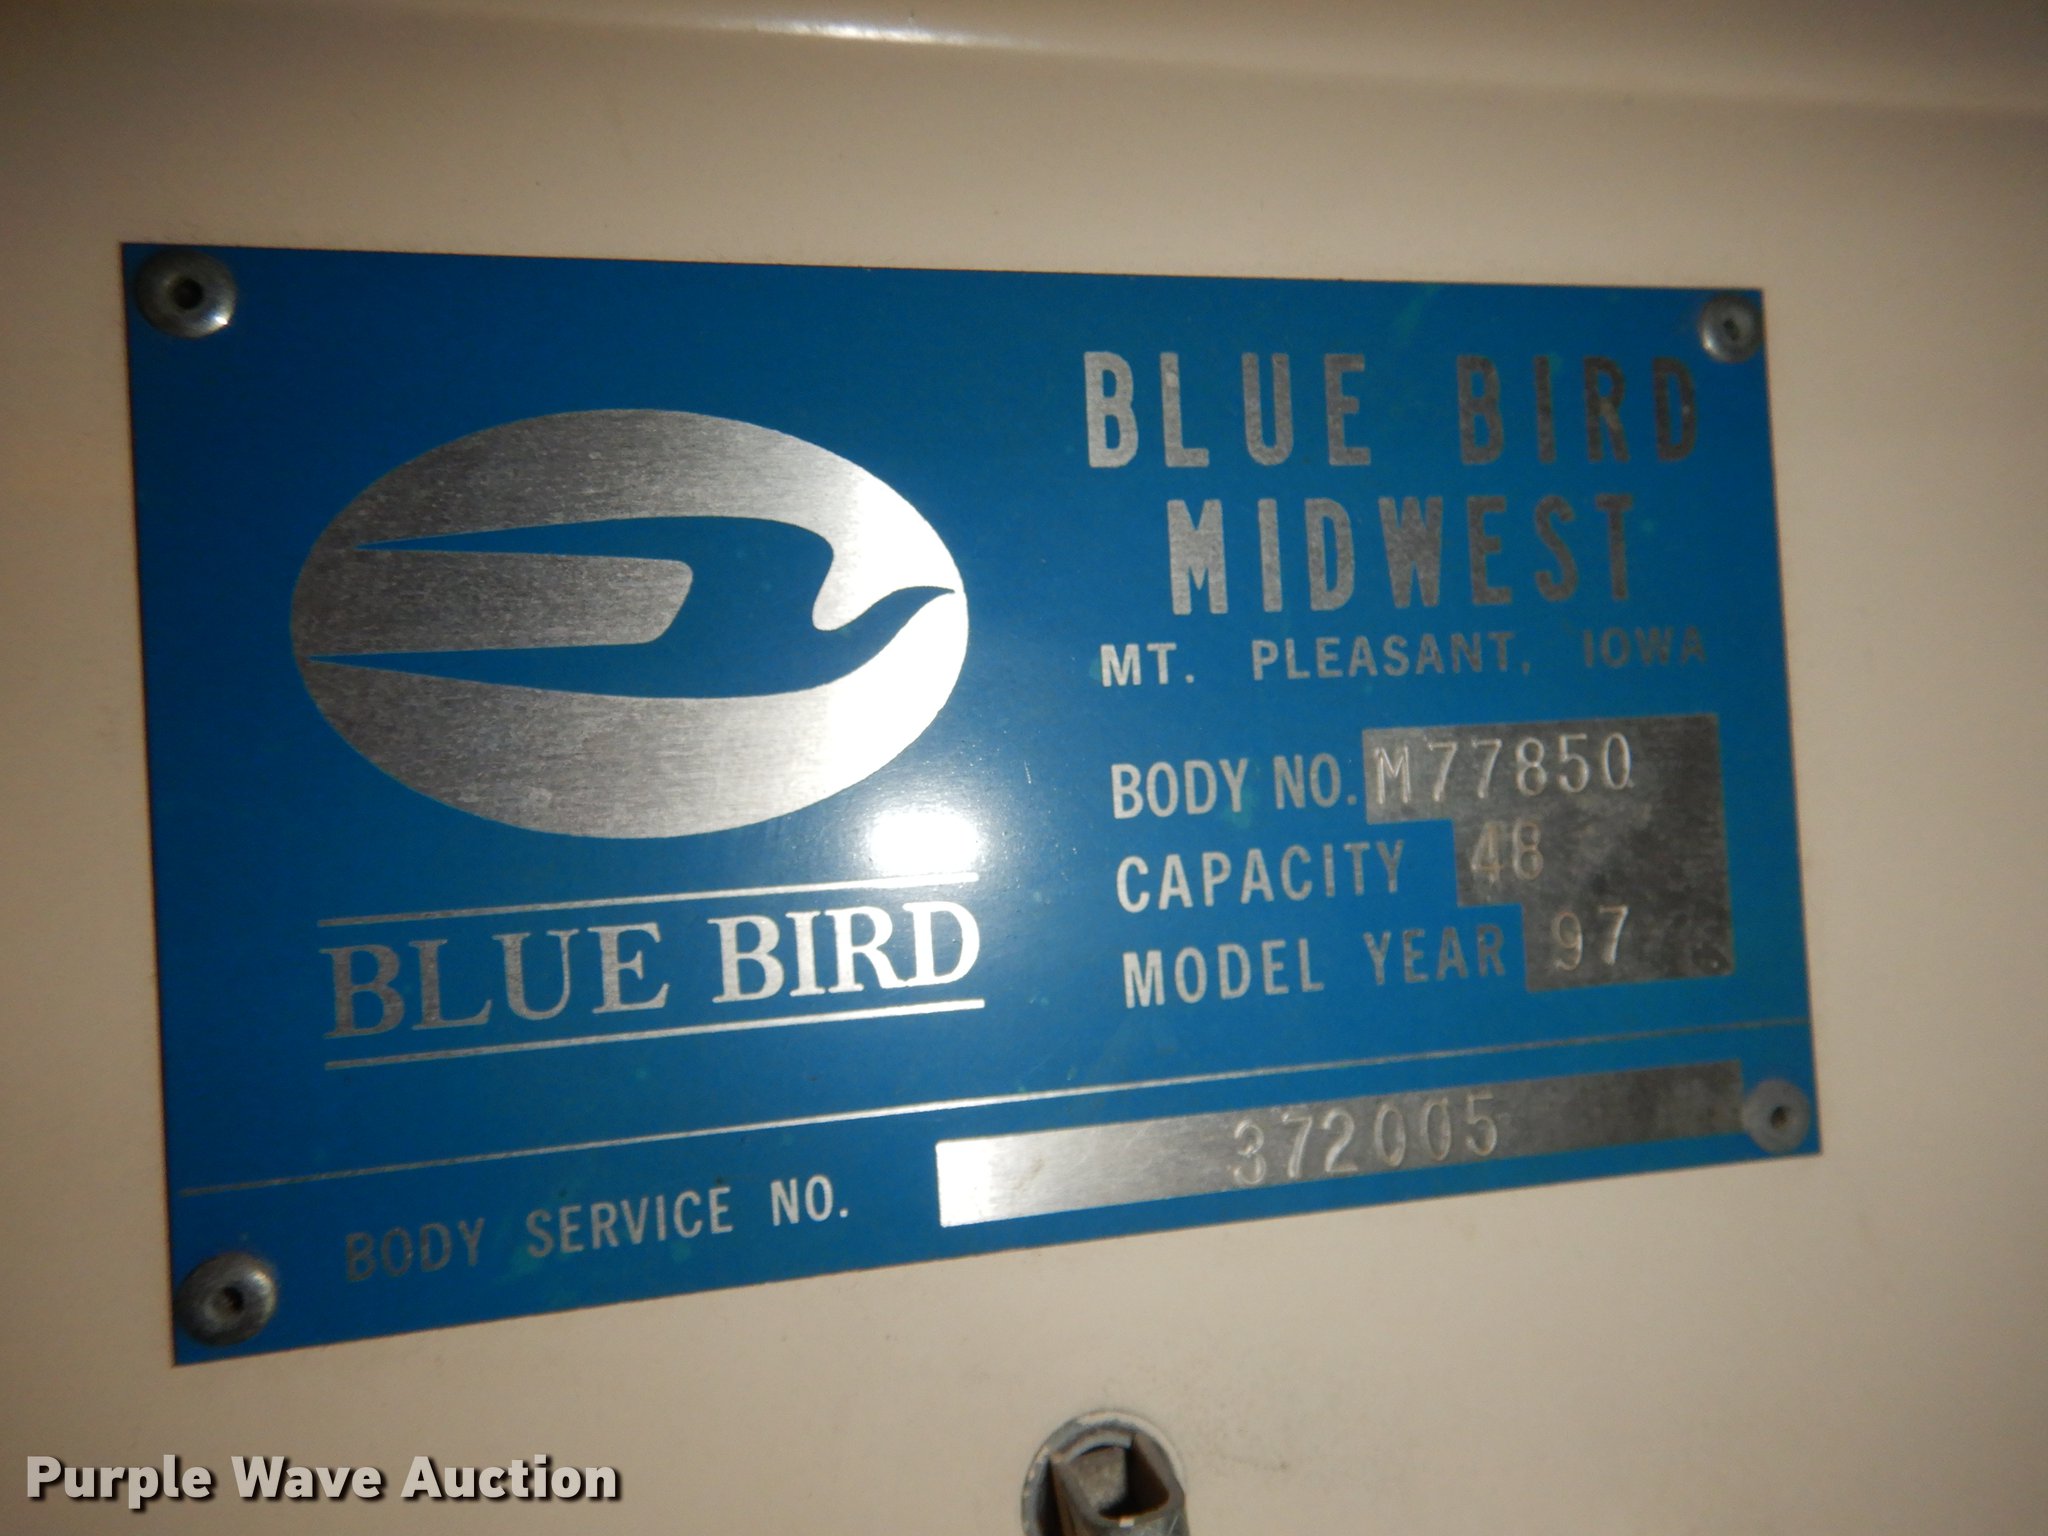 BLUE BIRD
MIDWEST
MT. PLEASANT, IOWA
BODY NO. M77850
CAPACITY 48
MODEL YEAR 97
BLUE BIRD
BODY SERVICE NO. 372005
Purple Wave Auction